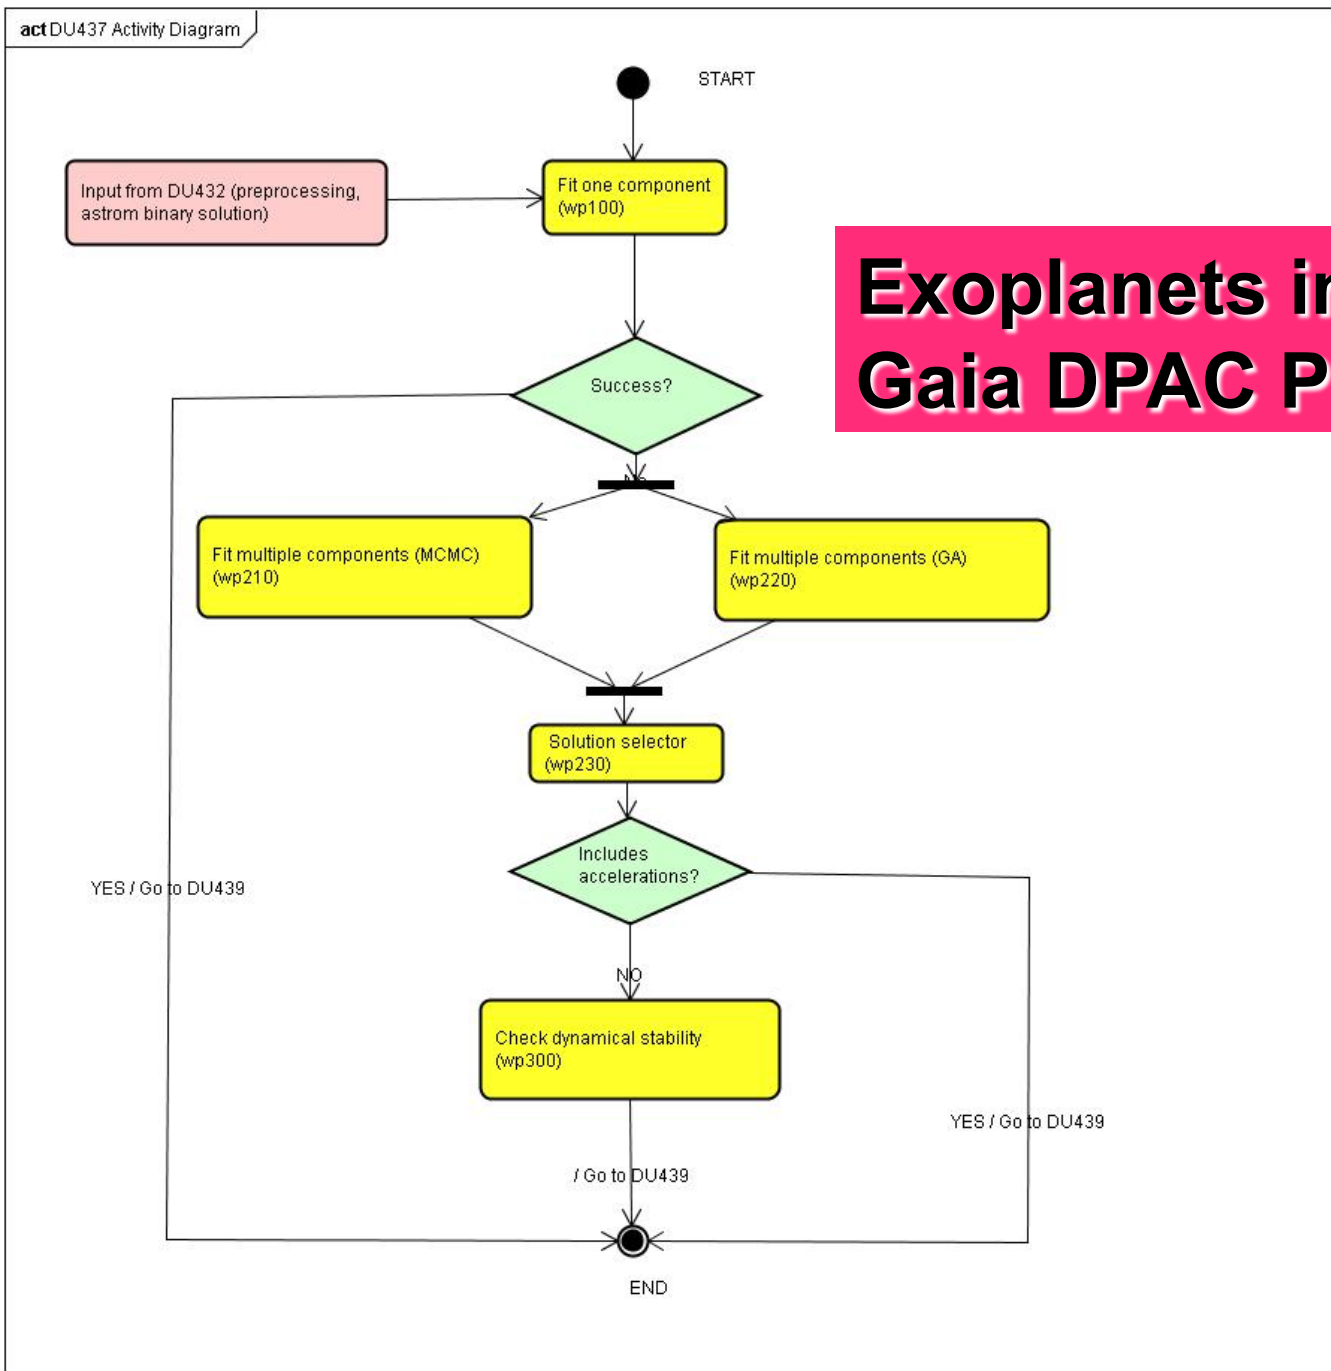 act DU437 Activity Diagram
START
Input from DU432 (preprocessing,
astrom binary solution)
Fit one component
(wp100)
Exoplanets in
Gaia DPAC P
Success?
Fit multiple components (MCMC)
(wp210)
Fit multiple components (GA)
(wp220)
Solution selector
(wp230)
Includes
accelerations?
YES / Go to DU439
NO
Check dynamical stability
(wp300)
YES / Go to DU439
/ Go to DU439
END